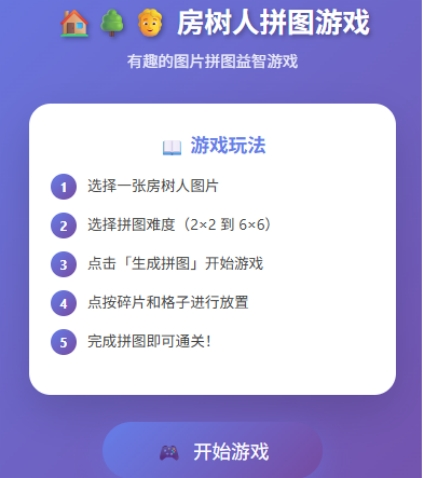 房树人拼图游戏
有趣的图片拼图益智游戏
游戏玩法
1 选择一张房树人图片
2 选择拼图难度（2×2 到 6×6）
3 点击「生成拼图」开始游戏
4 点按碎片和格子进行放置
5 完成拼图即可通关！
开始游戏